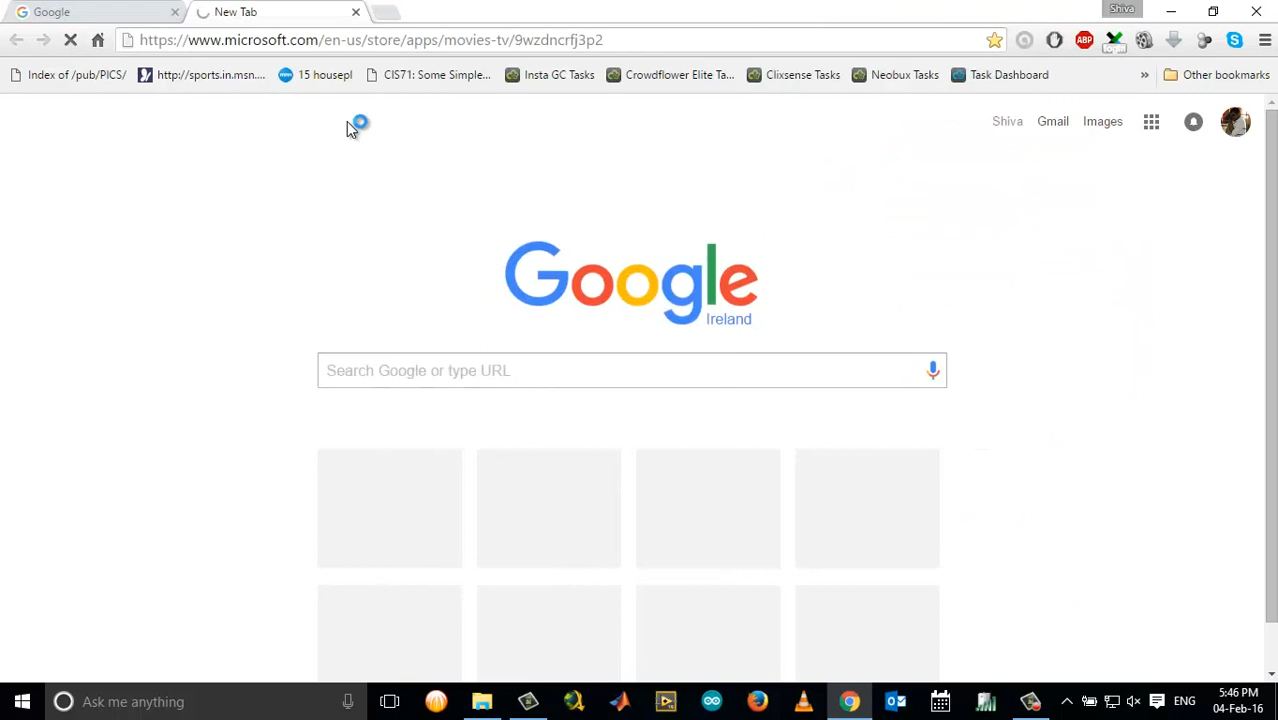 Google
New Tab
Shiva
https://www.microsoft.com/en-us/store/apps/movies-tv/9wzdncrfj3p2
ABP
login
Index of /pub/PICS/
http://sports.in.msn....
15 housepl
CIS71: Some Simple...
Insta GC Tasks
Crowdflower Elite Ta...
Clixsense Tasks
Neobux Tasks
Task Dashboard
»
Other bookmarks
Shiva
Gmail
Images
Google
Ireland
Search Google or type URL
Ask me anything
ENG
5:46 PM
04-Feb-16